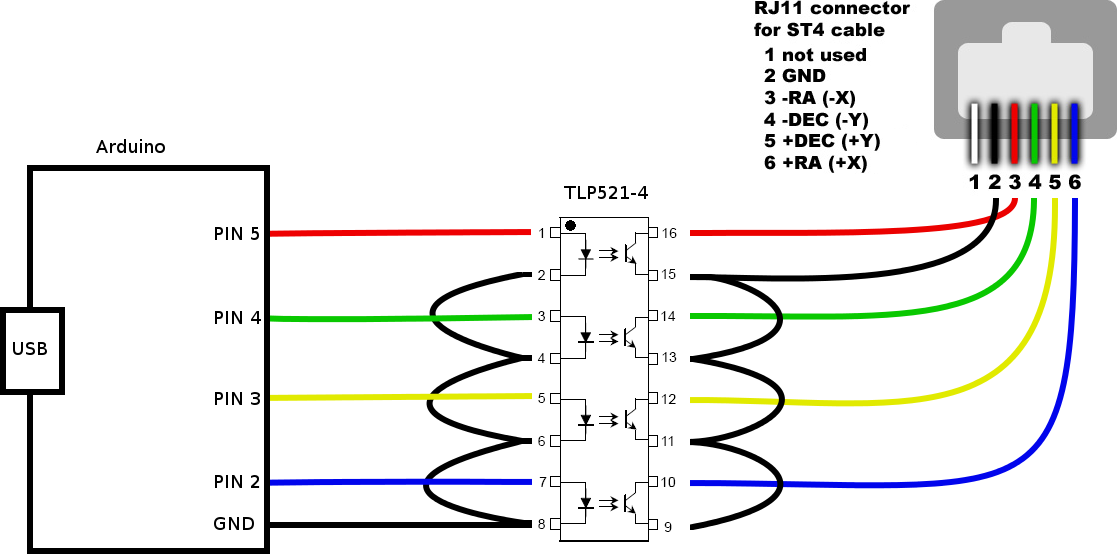 RJ11 connector
for ST4 cable
1 not used
2 GND
3 -RA (-X)
4 -DEC (-Y)
5 +DEC (+Y)
6 +RA (+X)
1 2 3 4 5 6
Arduino
TLP521-4
PIN 5
1
16
2
15
PIN 4
3
14
USB
4
13
PIN 3
5
12
6
11
PIN 2
7
10
GND
8
9